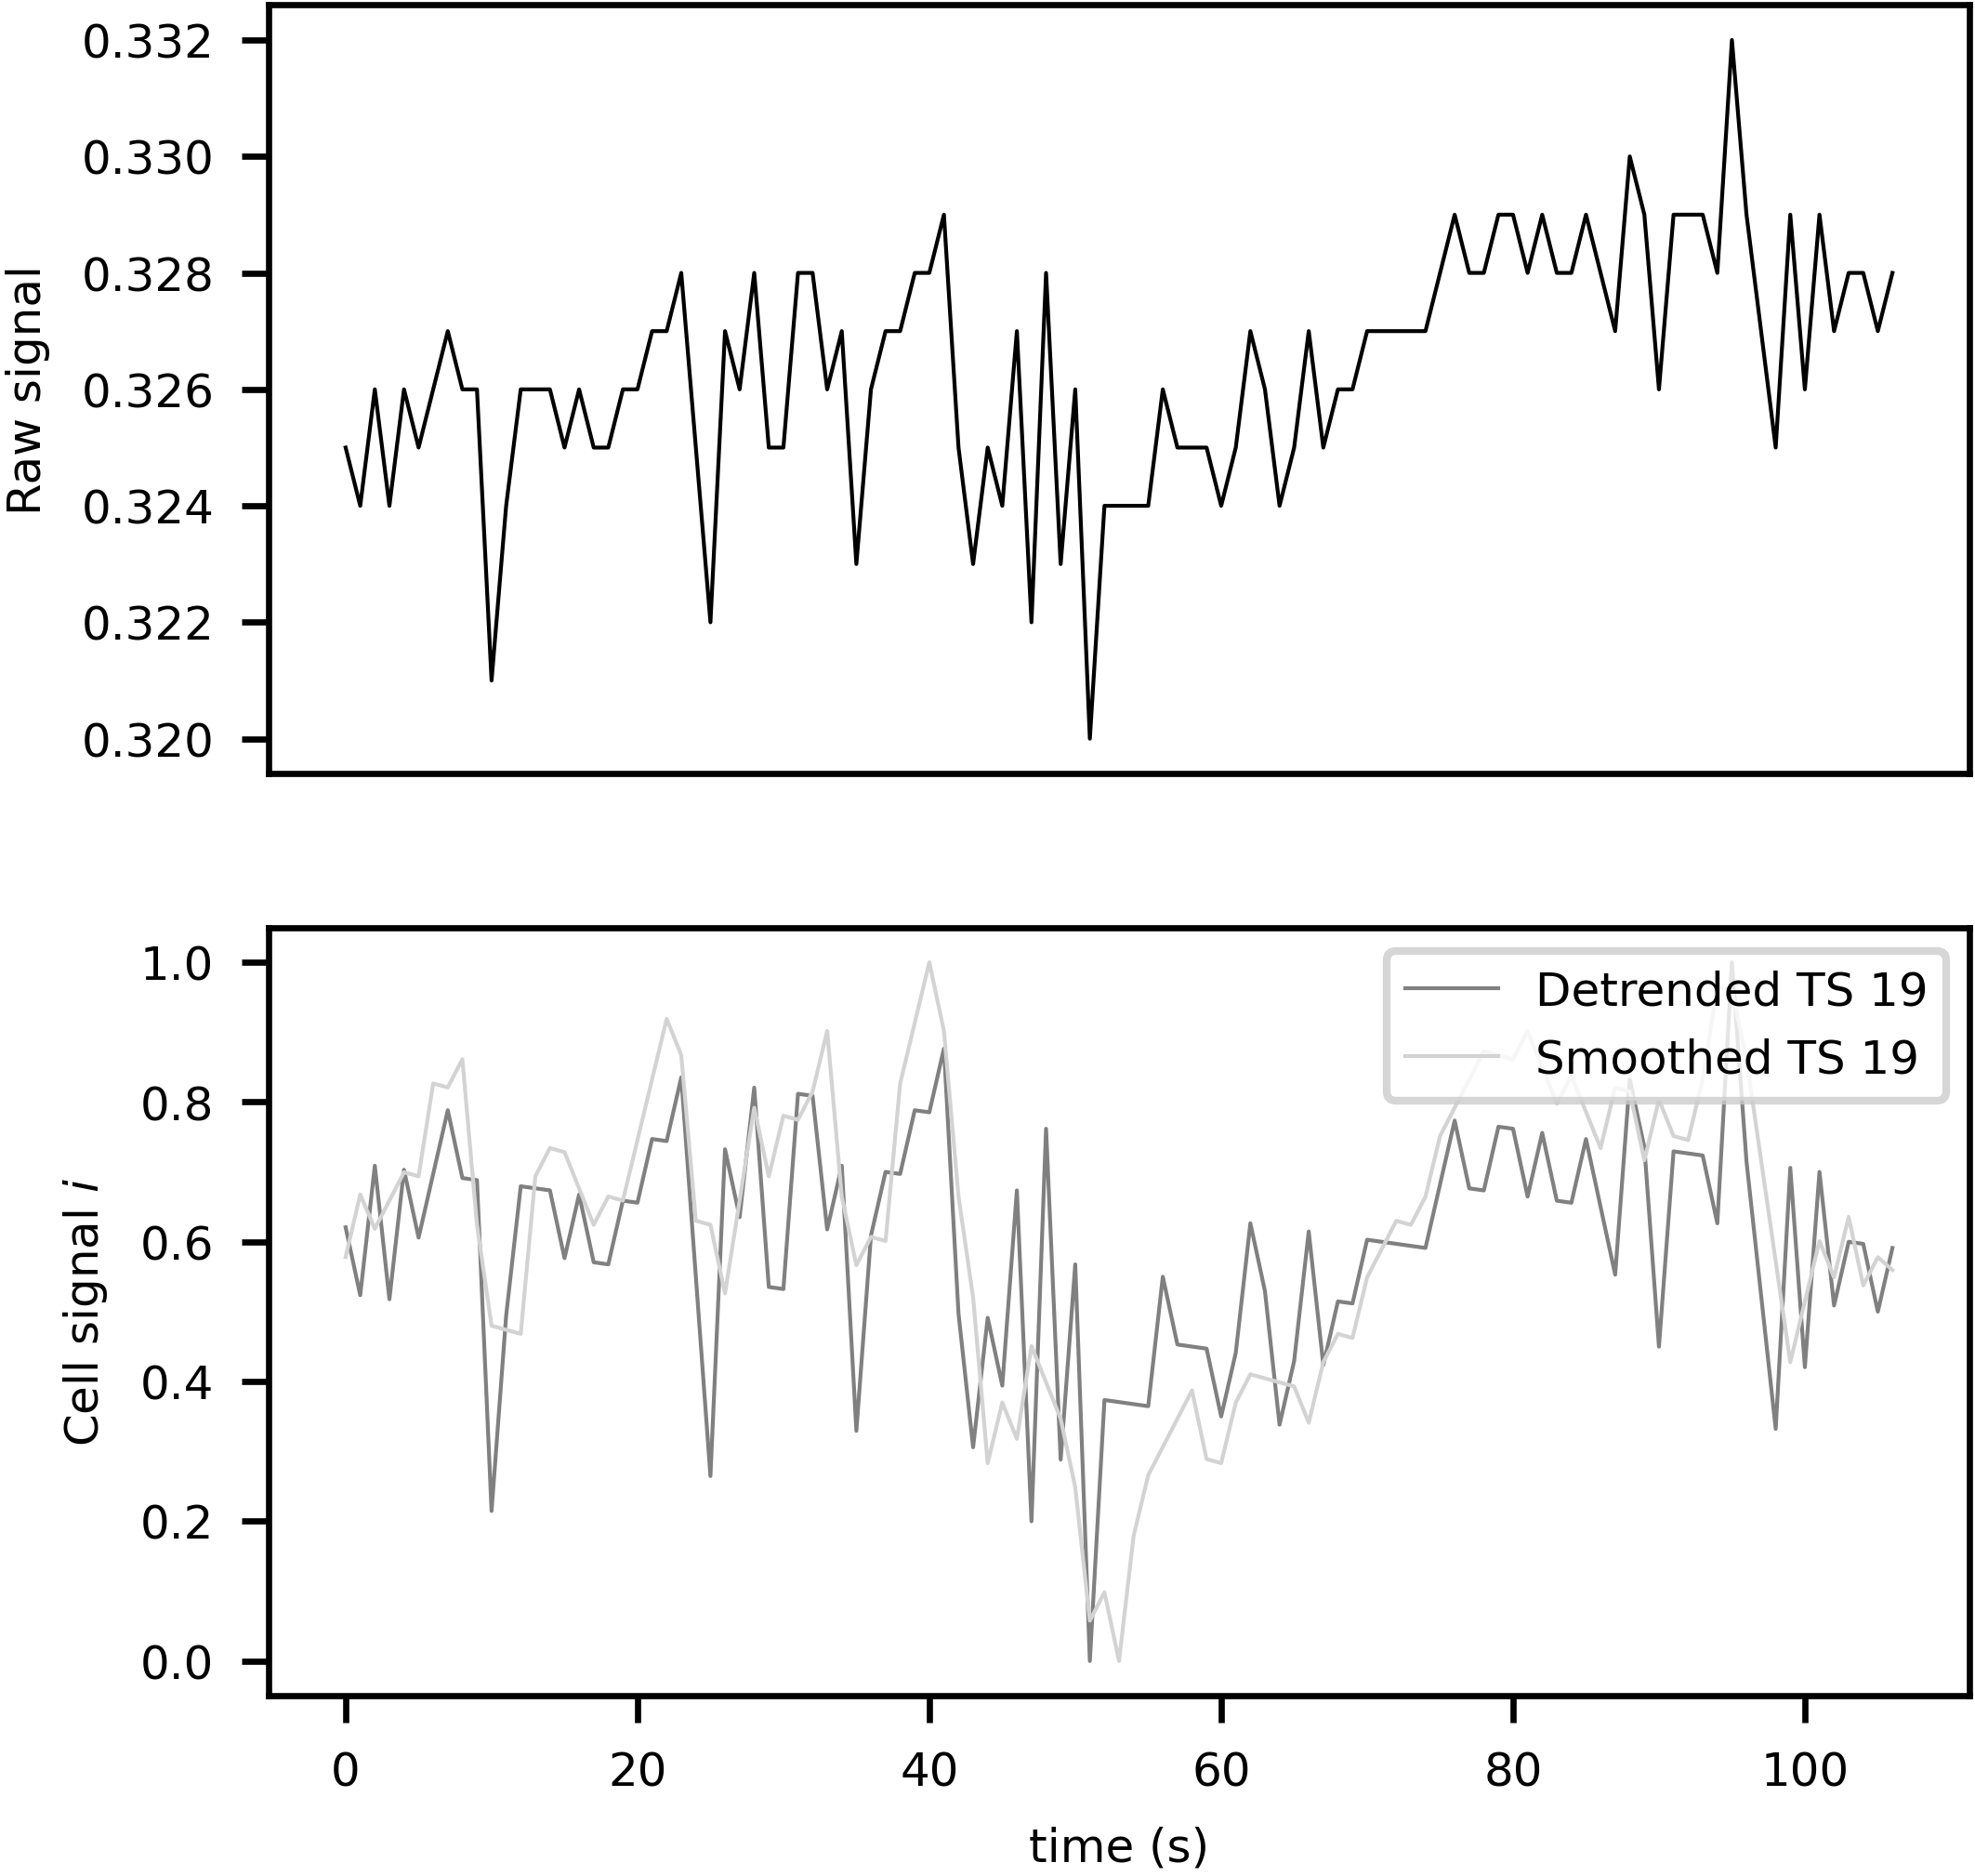 0.332
0.330
0.328
0.326
0.324
0.322
0.320
Raw signal
1.0
0.8
0.6
0.4
0.2
0.0
Cell signal i
Detrended TS 19
Smoothed TS 19
0 20 40 60 80 100
time (s)